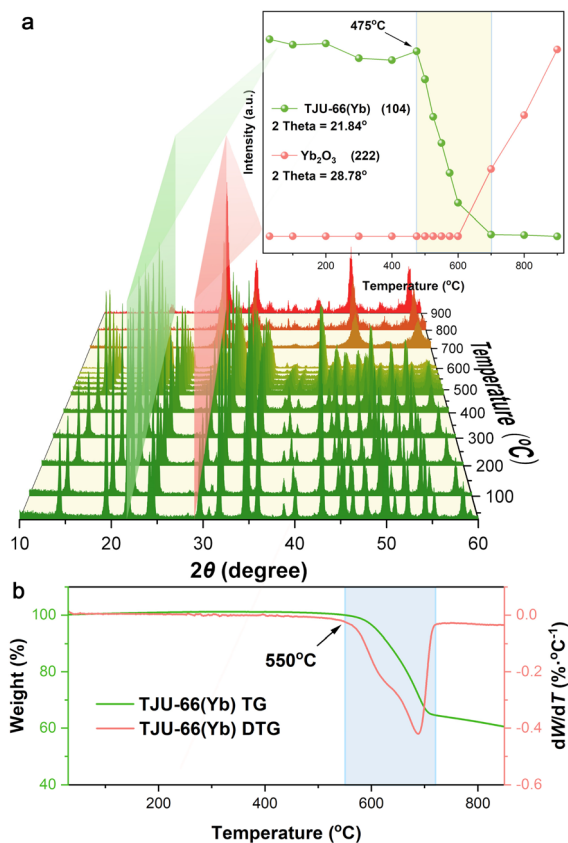 a
475°C
TJU-66(Yb) (104)
2 Theta = 21.84°
Yb₂O₃ (222)
2 Theta = 28.78°
Intensity (a.u.)
0 200 400 600 800
Temperature (°C)
900
800
700
600
500
400
300
200
100
Temperature (°C)
10 20 30 40 50 60
2θ (degree)
b
100
80
60
40
Weight (%)
550°C
TJU-66(Yb) TG
TJU-66(Yb) DTG
0.0
-0.2
-0.4
-0.6
dW/dT (%·°C⁻¹)
200 400 600 800
Temperature (°C)